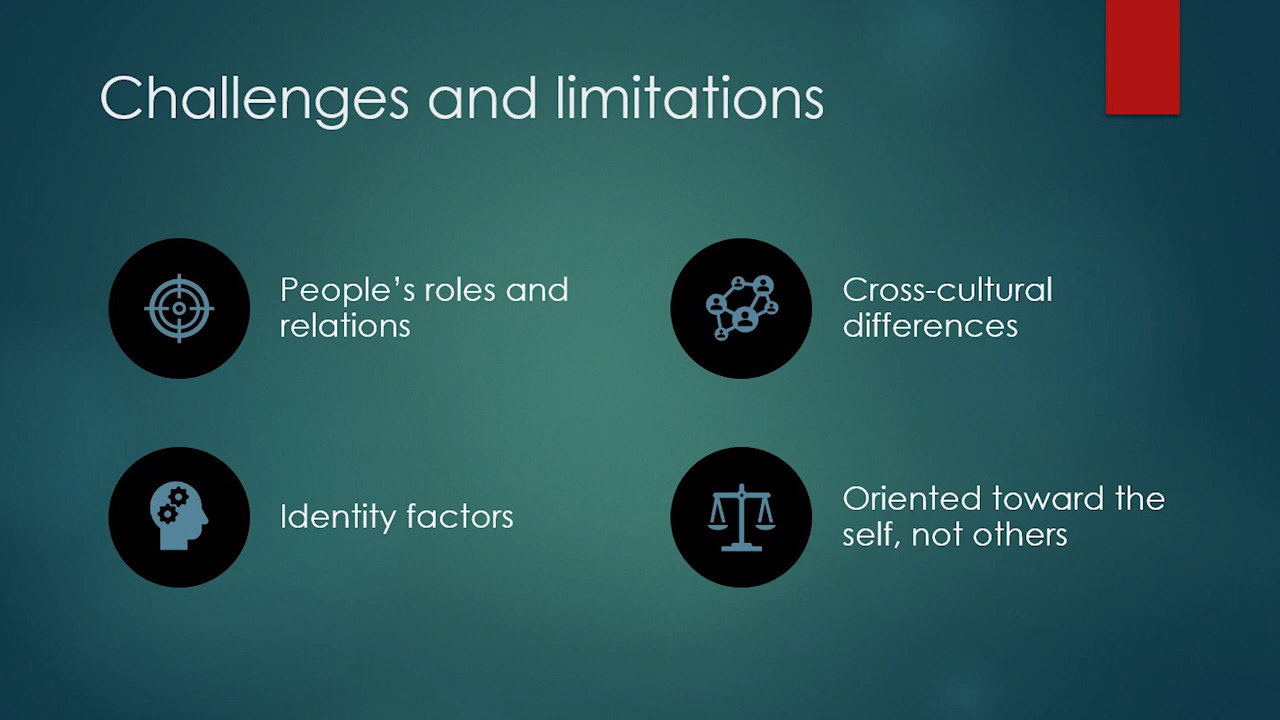 Challenges and limitations
People’s roles and
relations
Cross-cultural
differences
Identity factors
Oriented toward the
self, not others